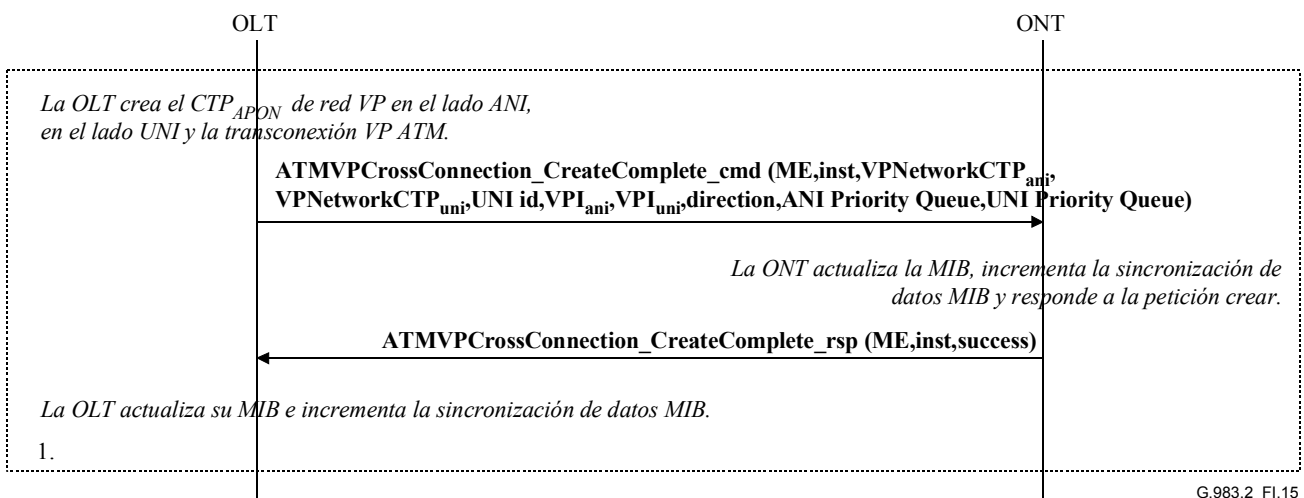 OLT ONT
La OLT crea el CTP_APON de red VP en el lado ANI,
en el lado UNI y la transconexión VP ATM.
ATMVPCrossConnection_CreateComplete_cmd (ME,inst,VPNetworkCTP_ani,
VPNetworkCTP_uni,UNI id,VPI_ani,VPI_uni,direction,ANI Priority Queue,UNI Priority Queue)
La ONT actualiza la MIB, incrementa la sincronización de
datos MIB y responde a la petición crear.
ATMVPCrossConnection_CreateComplete_rsp (ME,inst,success)
La OLT actualiza su MIB e incrementa la sincronización de datos MIB.
1.
G.983.2_FI.15